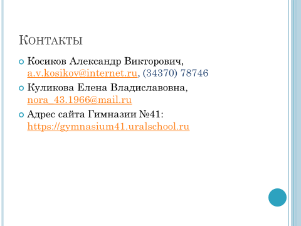 Контакты
Косиков Александр Викторович,
a.v.kosikov@internet.ru, (34370) 78746
Куликова Елена Владиславовна,
nora_43.1966@mail.ru
Адрес сайта Гимназии №41:
https://gymnasium41.uralschool.ru